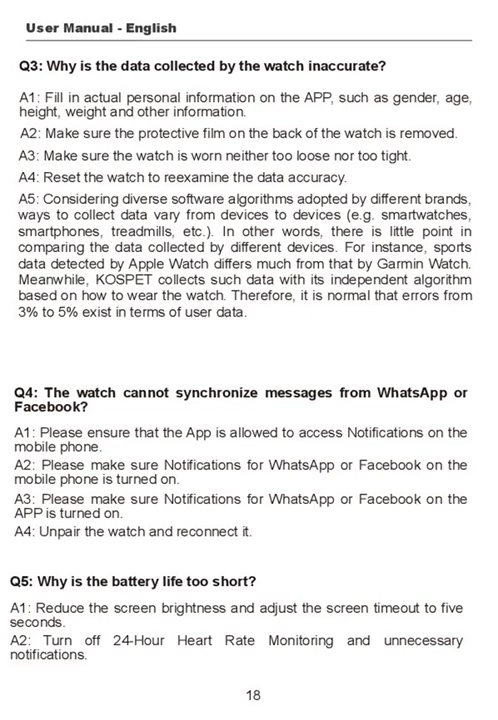 User Manual - English
Q3: Why is the data collected by the watch inaccurate?
A1: Fill in actual personal information on the APP, such as gender, age,
height, weight and other information.
A2: Make sure the protective film on the back of the watch is removed.
A3: Make sure the watch is worn neither too loose nor too tight.
A4: Reset the watch to reexamine the data accuracy.
A5: Considering diverse software algorithms adopted by different brands,
ways to collect data vary from devices to devices (e.g. smartwatches,
smartphones, treadmills, etc.). In other words, there is little point in
comparing the data collected by different devices. For instance, sports
data detected by Apple Watch differs much from that by Garmin Watch.
Meanwhile, KOSPET collects such data with its independent algorithm
based on how to wear the watch. Therefore, it is normal that errors from
3% to 5% exist in terms of user data.
Q4: The watch cannot synchronize messages from WhatsApp or
Facebook?
A1: Please ensure that the App is allowed to access Notifications on the
mobile phone.
A2: Please make sure Notifications for WhatsApp or Facebook on the
mobile phone is turned on.
A3: Please make sure Notifications for WhatsApp or Facebook on the
APP is turned on.
A4: Unpair the watch and reconnect it.
Q5: Why is the battery life too short?
A1: Reduce the screen brightness and adjust the screen timeout to five
seconds.
A2: Turn off 24-Hour Heart Rate Monitoring and unnecessary
notifications.
18